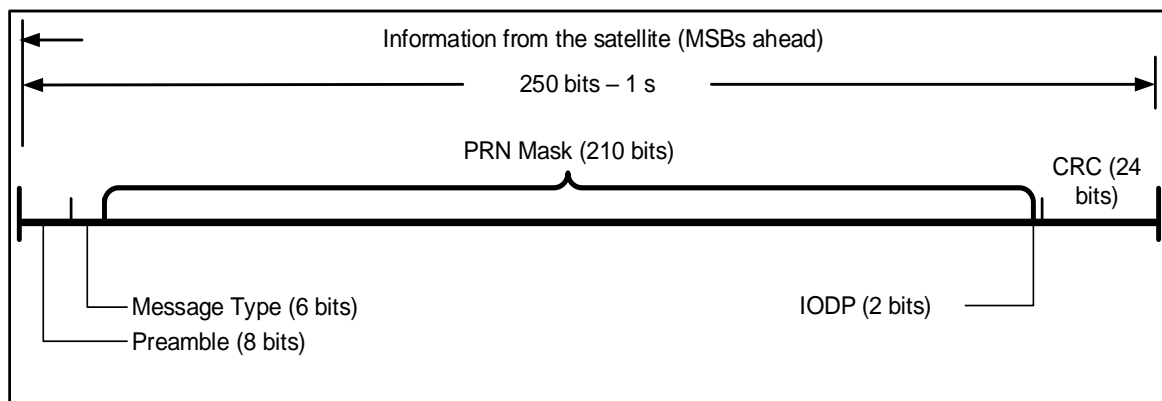 Information from the satellite (MSBs ahead)
250 bits – 1 s
PRN Mask (210 bits)
CRC (24
bits)
Message Type (6 bits)
IODP (2 bits)
Preamble (8 bits)